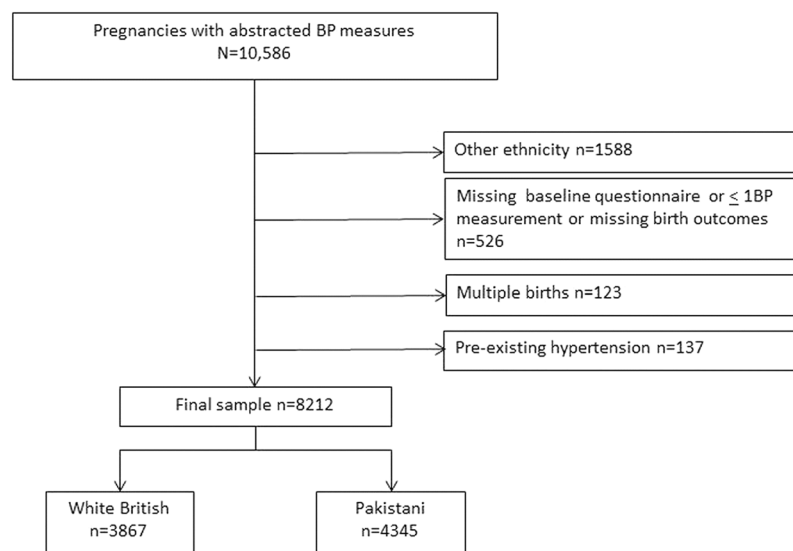 Pregnancies with abstracted BP measures
N=10,586
Other ethnicity n=1588
Missing baseline questionnaire or ≤ 1BP
measurement or missing birth outcomes
n=526
Multiple births n=123
Pre-existing hypertension n=137
Final sample n=8212
White British
n=3867
Pakistani
n=4345